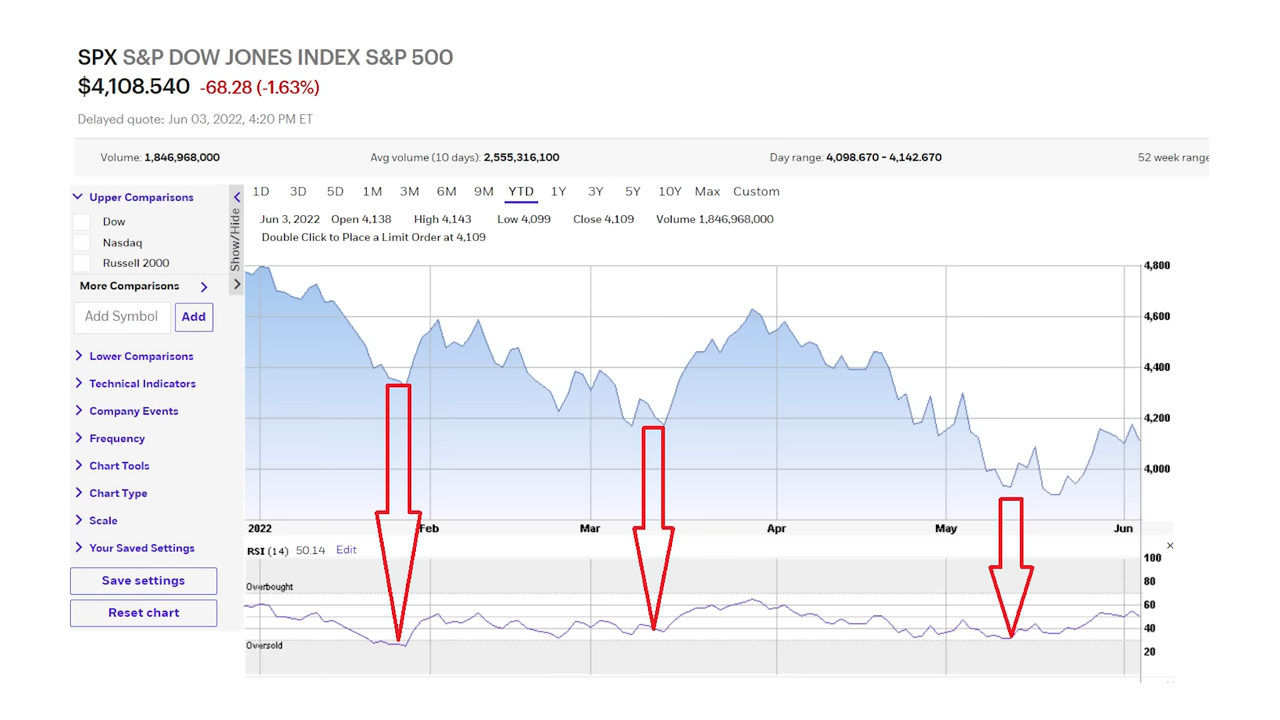 SPX S&P DOW JONES INDEX S&P 500
$4,108.540 -68.28 (-1.63%)
Delayed quote: Jun 03, 2022, 4:20 PM ET
Volume: 1,846,968,000 Avg volume (10 days): 2,555,316,100 Day range: 4,098.670 - 4,142.670 52 week range
Upper Comparisons
Dow
Nasdaq
Russell 2000
More Comparisons
Add Symbol Add
Lower Comparisons
Technical Indicators
Company Events
Frequency
Chart Tools
Chart Type
Scale
Your Saved Settings
Save settings
Reset chart
Show/Hide
1D 3D 5D 1M 3M 6M 9M YTD 1Y 3Y 5Y 10Y Max Custom
Jun 3, 2022 Open 4,138 High 4,143 Low 4,099 Close 4,109 Volume 1,846,968,000
Double Click to Place a Limit Order at 4,109
4,800
4,600
4,400
4,200
4,000
2022 Feb Mar Apr May Jun
RSI (14) 50.14 Edit
Overbought
Oversold
100
80
60
40
20